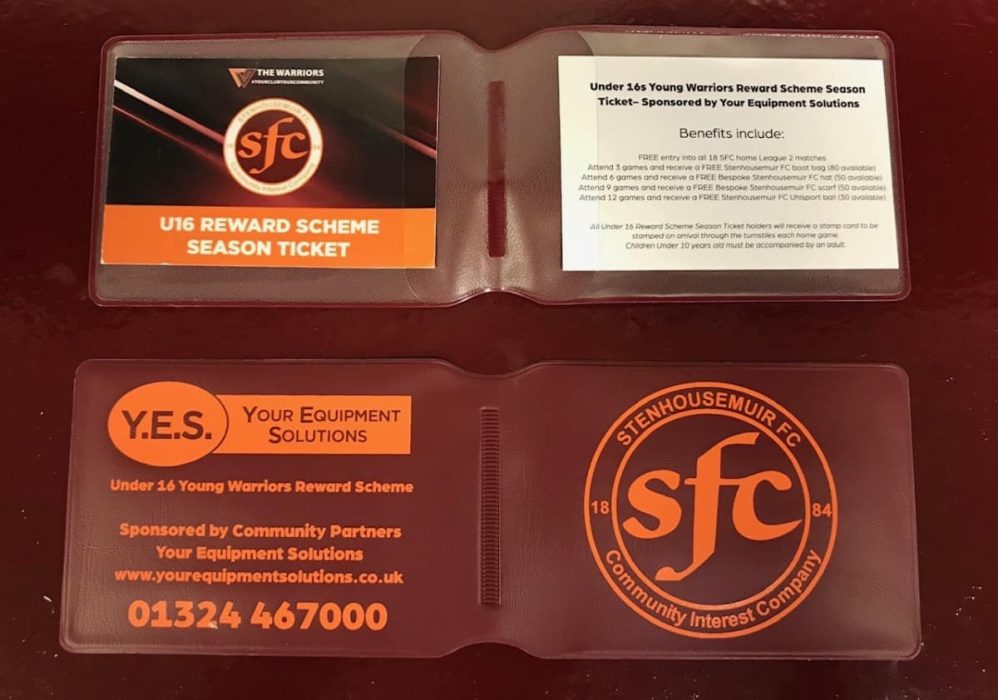 THE WARRIORS
#YOURCLUBYOURCOMMUNITY
STENHOUSEMUIR FC
18 sfc 84
Community Interest Company
U16 REWARD SCHEME
SEASON TICKET
Under 16s Young Warriors Reward Scheme Season
Ticket– Sponsored by Your Equipment Solutions
Benefits include:
FREE entry into all 18 SFC home League 2 matches
Attend 3 games and receive a FREE Stenhousemuir FC boot bag (80 available)
Attend 6 games and receive a FREE Bespoke Stenhousemuir FC hat (50 available)
Attend 9 games and receive a FREE Bespoke Stenhousemuir FC scarf (50 available)
Attend 12 games and receive a FREE Stenhousemuir FC Uhlsport ball (30 available)
All Under 16 Reward Scheme Season Ticket holders will receive a stamp card to be
stamped on arrival through the turnstiles each home game.
Children Under 10 years old must be accompanied by an adult.
Y.E.S. YOUR EQUIPMENT
SOLUTIONS
Under 16 Young Warriors Reward Scheme
Sponsored by Community Partners
Your Equipment Solutions
www.yourequipmentsolutions.co.uk
01324 467000
STENHOUSEMUIR FC
18 sfc 84
Community Interest Company